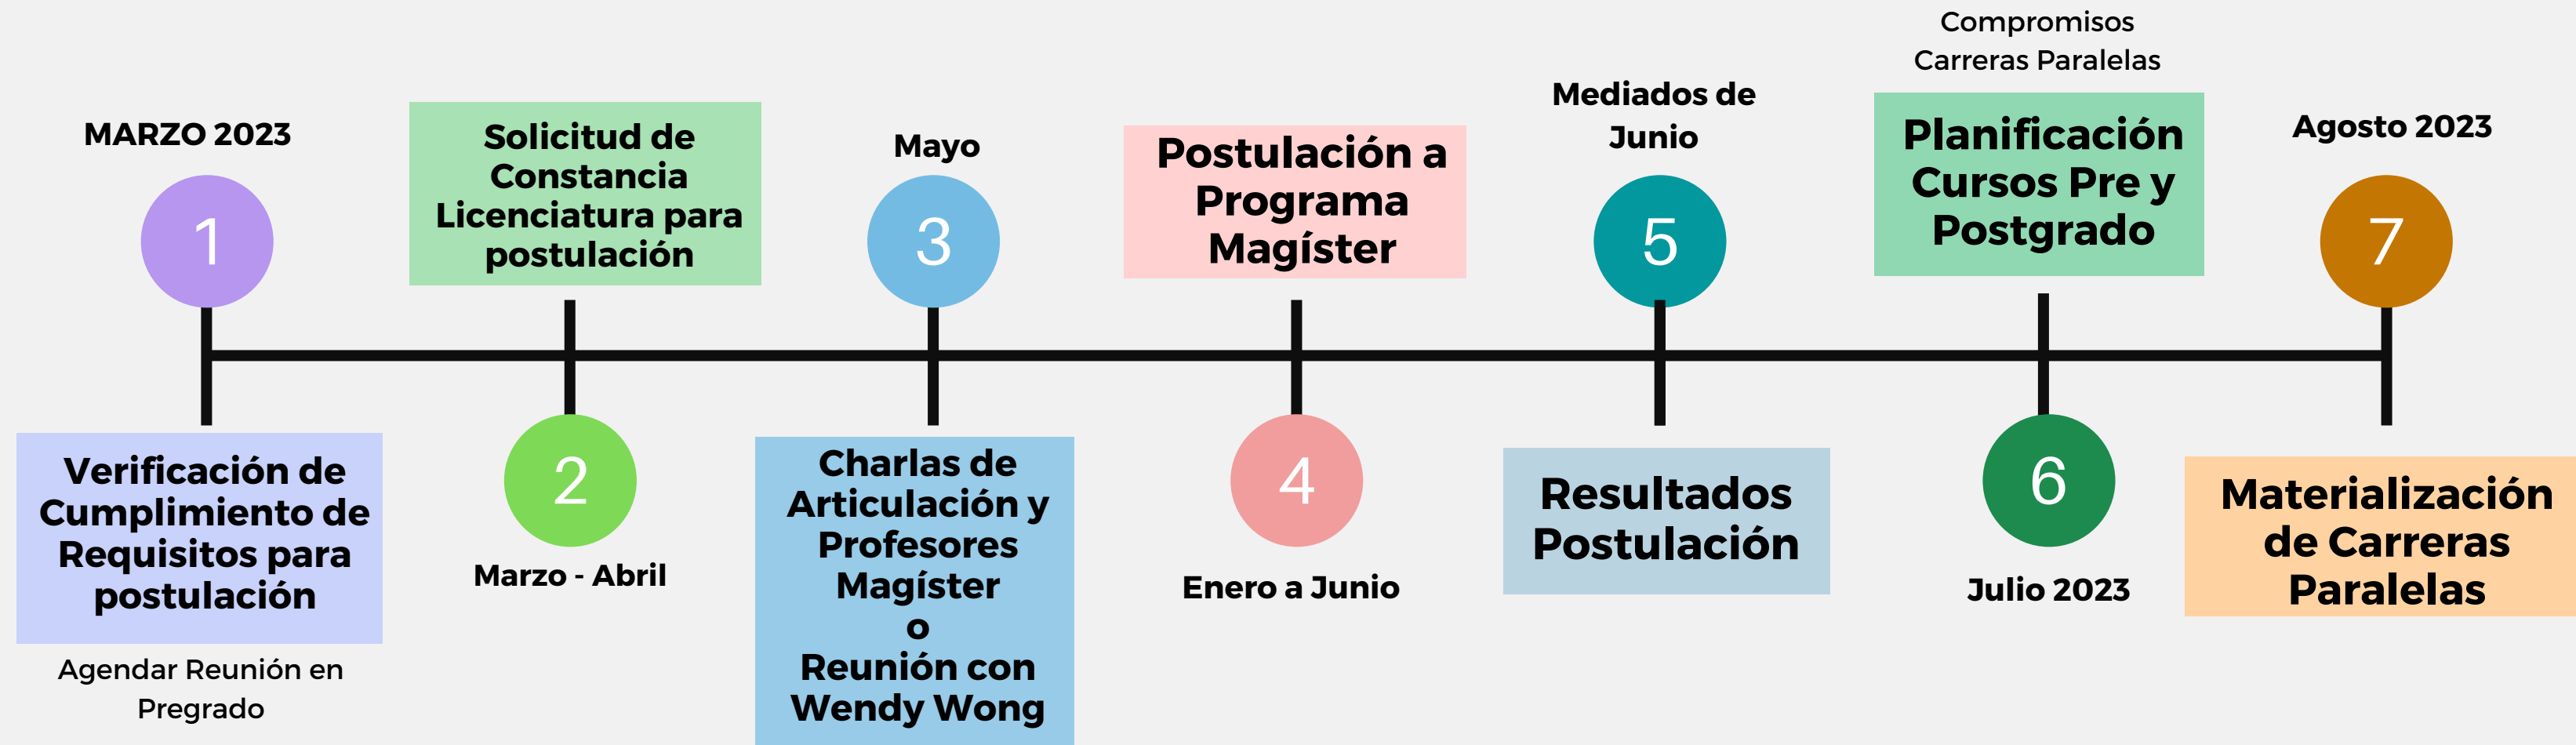 MARZO 2023
1
Verificación de
Cumplimiento de
Requisitos para
postulación
Agendar Reunión en
Pregrado
Solicitud de
Constancia
Licenciatura para
postulación
2
Marzo - Abril
Mayo
3
Charlas de
Articulación y
Profesores
Magíster
o
Reunión con
Wendy Wong
Postulación a
Programa
Magíster
4
Enero a Junio
Mediados de
Junio
5
Resultados
Postulación
Compromisos
Carreras Paralelas
Planificación
Cursos Pre y
Postgrado
6
Julio 2023
Agosto 2023
7
Materialización
de Carreras
Paralelas